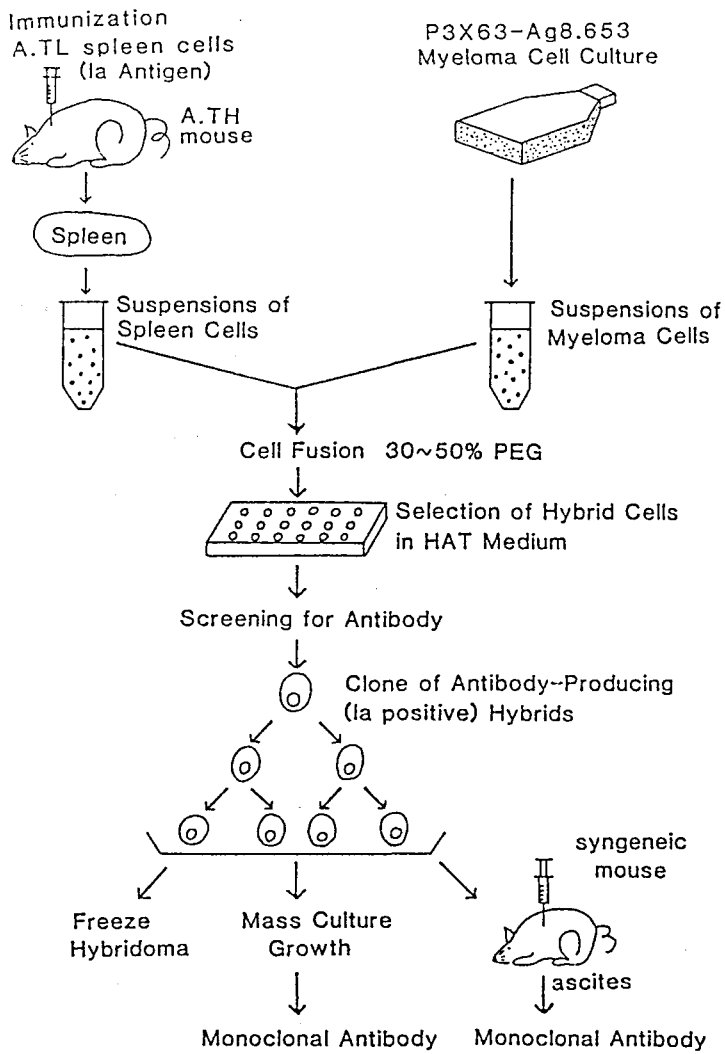 Immunization
A.TL spleen cells
(Ia Antigen)
A.TH
mouse
P3X63-Ag8.653
Myeloma Cell Culture
Spleen
Suspensions of
Spleen Cells
Suspensions of
Myeloma Cells
Cell Fusion 30~50% PEG
Selection of Hybrid Cells
in HAT Medium
Screening for Antibody
Clone of Antibody-Producing
(Ia positive) Hybrids
Freeze
Hybridoma
Mass Culture
Growth
syngeneic
mouse
ascites
Monoclonal Antibody
Monoclonal Antibody